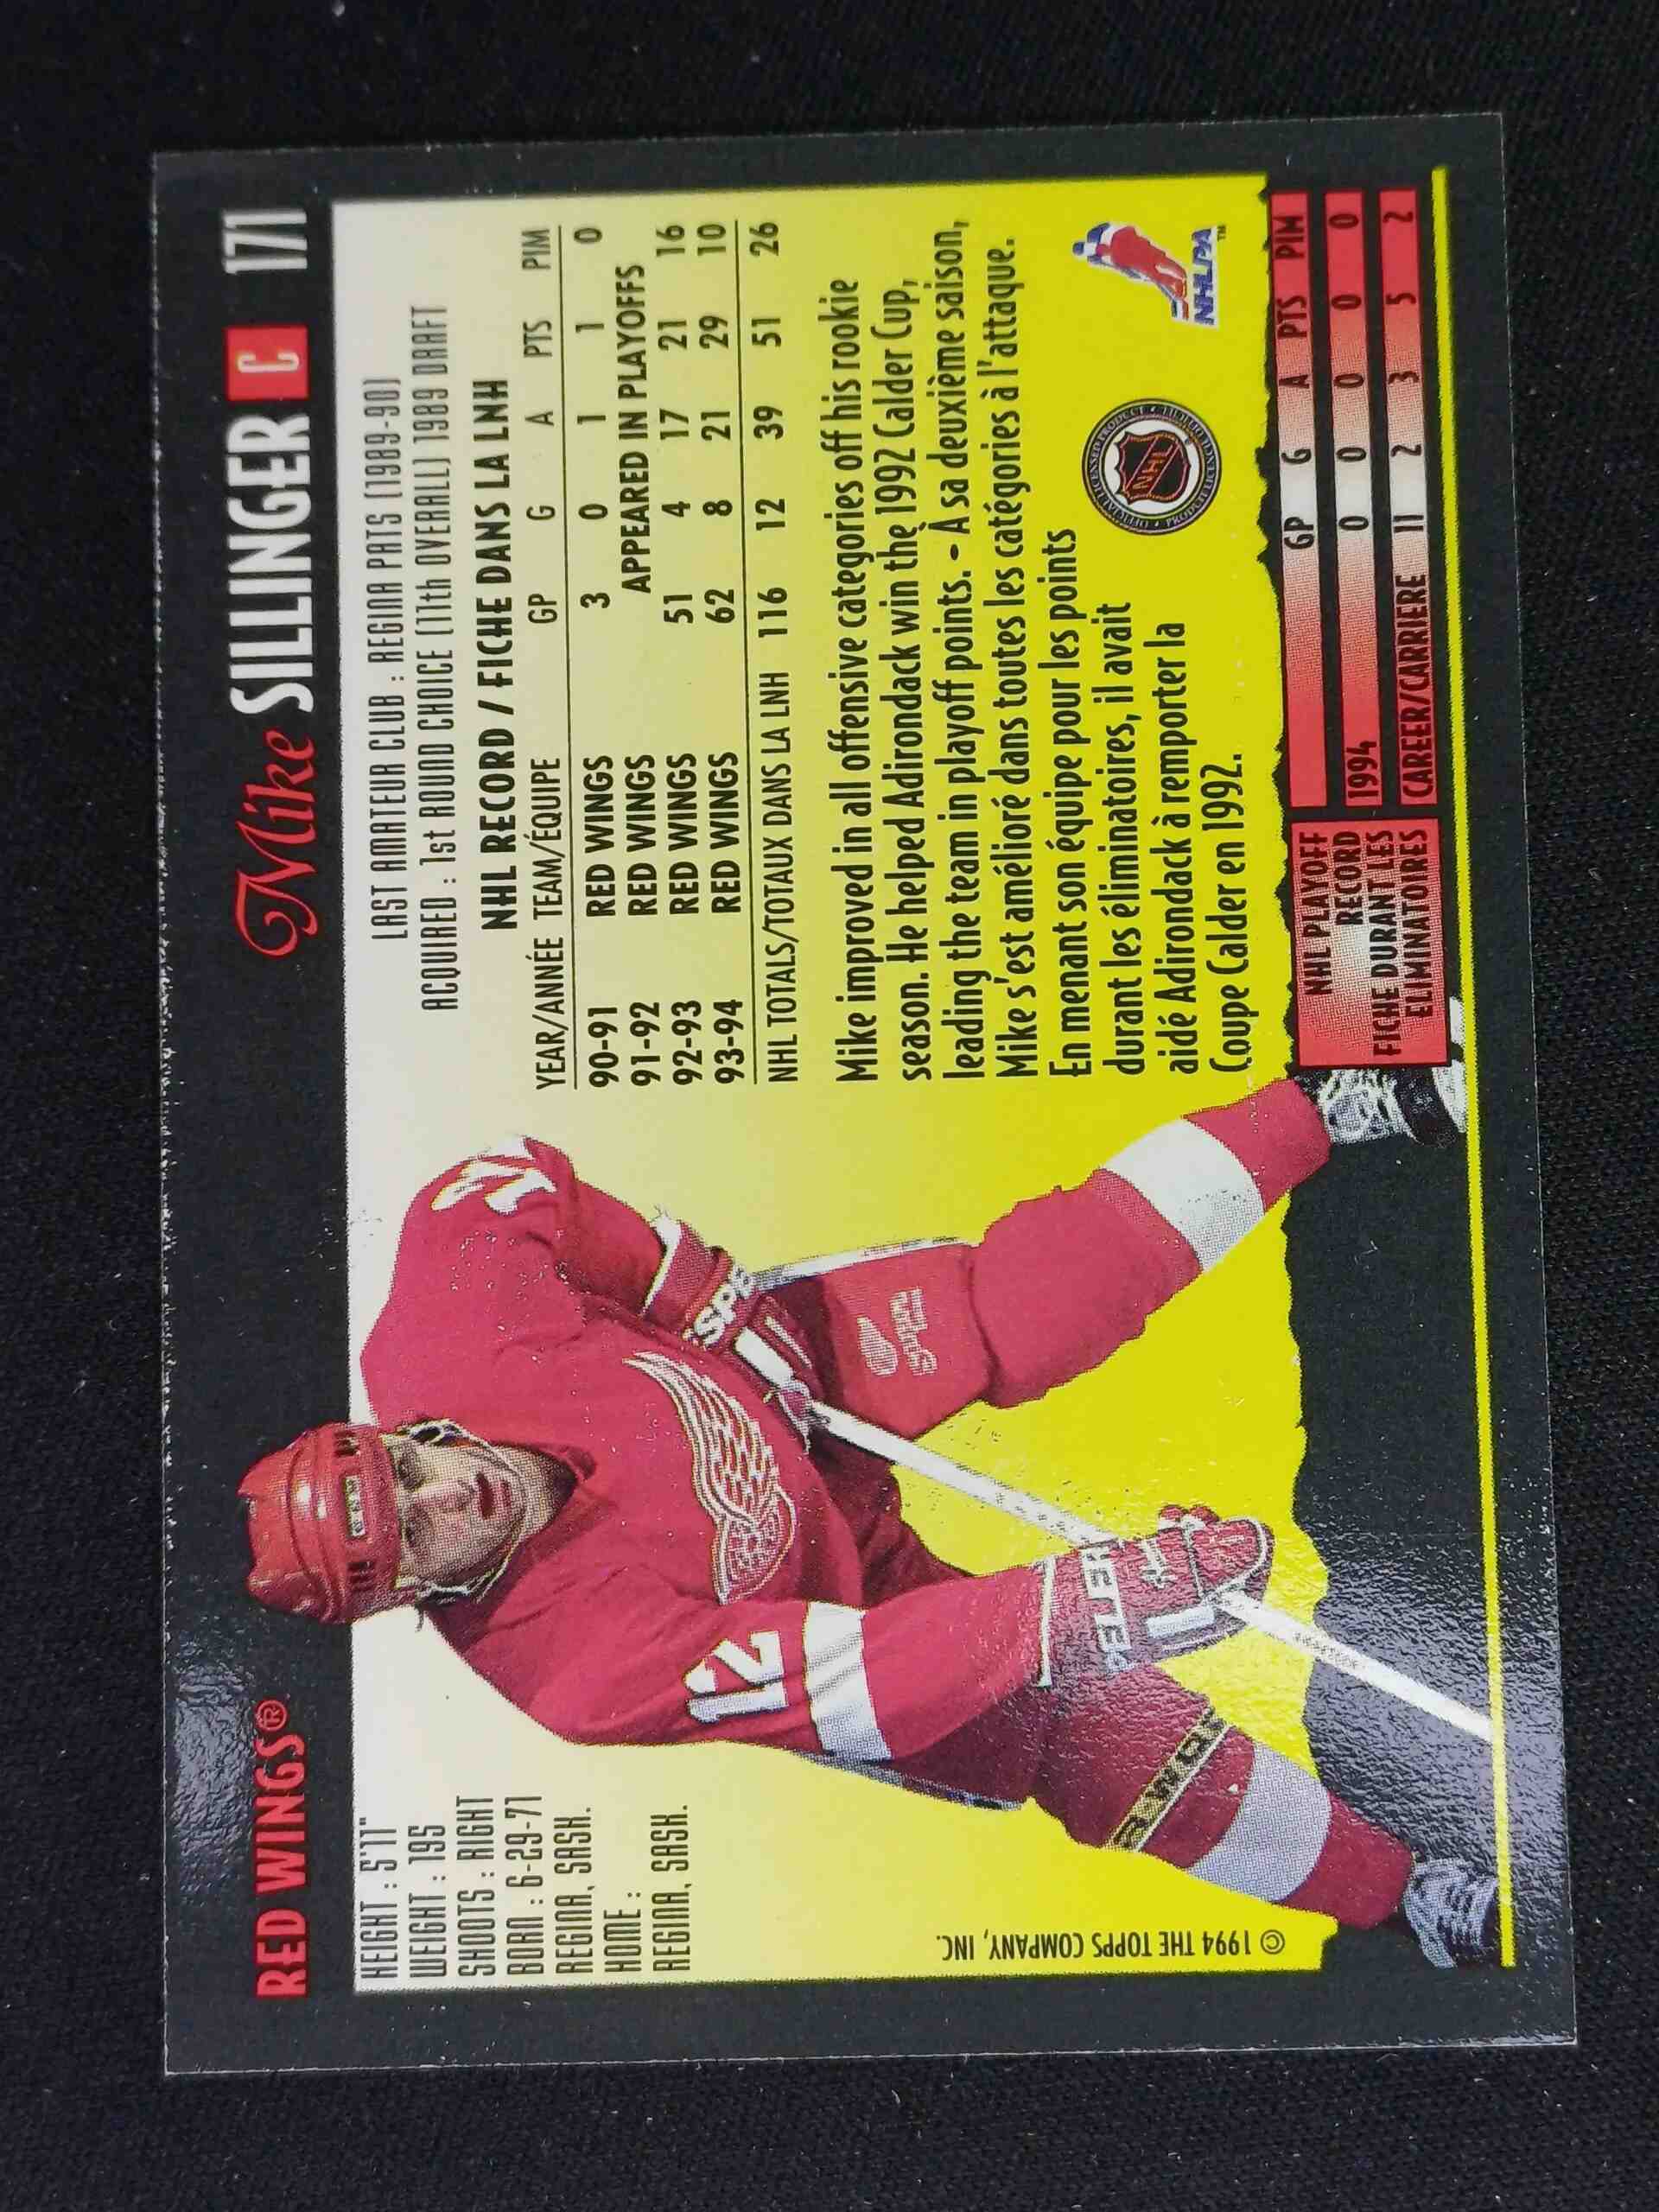 RED WINGS®
Mike SILLINGER C 171
HEIGHT : 5'11"
WEIGHT : 195
SHOOTS : RIGHT
BORN : 6-29-71
REGINA, SASK.
HOME :
REGINA, SASK.
LAST AMATEUR CLUB : REGINA PATS (1989-90)
ACQUIRED : 1st ROUND CHOICE (11th OVERALL) 1989 DRAFT
NHL RECORD / FICHE DANS LA LNH
YEAR/ANNÉE TEAM/ÉQUIPE GP G A PTS PIM
90-91 RED WINGS 3 0 1 1 0
91-92 RED WINGS APPEARED IN PLAYOFFS
92-93 RED WINGS 51 4 17 21 16
93-94 RED WINGS 62 8 21 29 10
NHL TOTALS/TOTAUX DANS LA LNH 116 12 39 51 26
Mike improved in all offensive categories off his rookie
season. He helped Adirondack win the 1992 Calder Cup,
leading the team in playoff points. - À sa deuxième saison,
Mike s'est amélioré dans toutes les catégories à l'attaque.
En menant son équipe pour les points
durant les éliminatoires, il avait
aidé Adirondack à remporter la
Coupe Calder en 1992.
NHL
NHLPA™
NHL PLAYOFF
RECORD
FICHE DURANT LES
ELIMINATOIRES
GP G A PTS PIM
1994 0 0 0 0 0
CAREER/CARRIERE 11 2 3 5 2
CCM
12
PELER
© 1994 THE TOPPS COMPANY, INC.